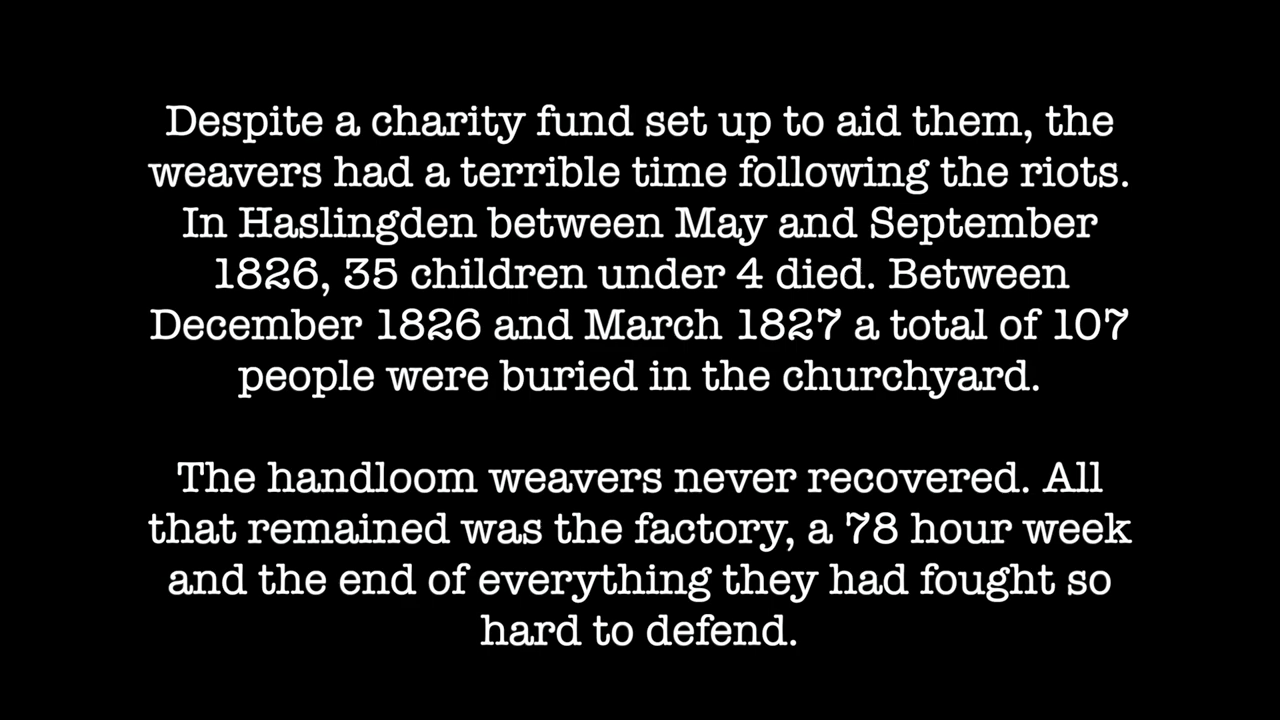 Despite a charity fund set up to aid them, the
weavers had a terrible time following the riots.
In Haslingden between May and September
1826, 35 children under 4 died. Between
December 1826 and March 1827 a total of 107
people were buried in the churchyard.
The handloom weavers never recovered. All
that remained was the factory, a 78 hour week
and the end of everything they had fought so
hard to defend.